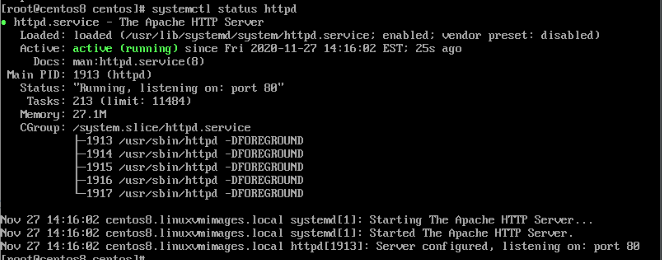 [root@centos8 centos]# systemctl status httpd
● httpd.service - The Apache HTTP Server
Loaded: loaded (/usr/lib/systemd/system/httpd.service; enabled; vendor preset: disabled)
Active: active (running) since Fri 2020-11-27 14:16:02 EST; 25s ago
Docs: man:httpd.service(8)
Main PID: 1913 (httpd)
Status: "Running, listening on: port 80"
Tasks: 213 (limit: 11484)
Memory: 27.1M
CGroup: /system.slice/httpd.service
├─1913 /usr/sbin/httpd -DFOREGROUND
├─1914 /usr/sbin/httpd -DFOREGROUND
├─1915 /usr/sbin/httpd -DFOREGROUND
├─1916 /usr/sbin/httpd -DFOREGROUND
└─1917 /usr/sbin/httpd -DFOREGROUND
Nov 27 14:16:02 centos8.linuxvmimages.local systemd[1]: Starting The Apache HTTP Server...
Nov 27 14:16:02 centos8.linuxvmimages.local systemd[1]: Started The Apache HTTP Server.
Nov 27 14:16:02 centos8.linuxvmimages.local httpd[1913]: Server configured, listening on: port 80
[root@centos8 centos]#